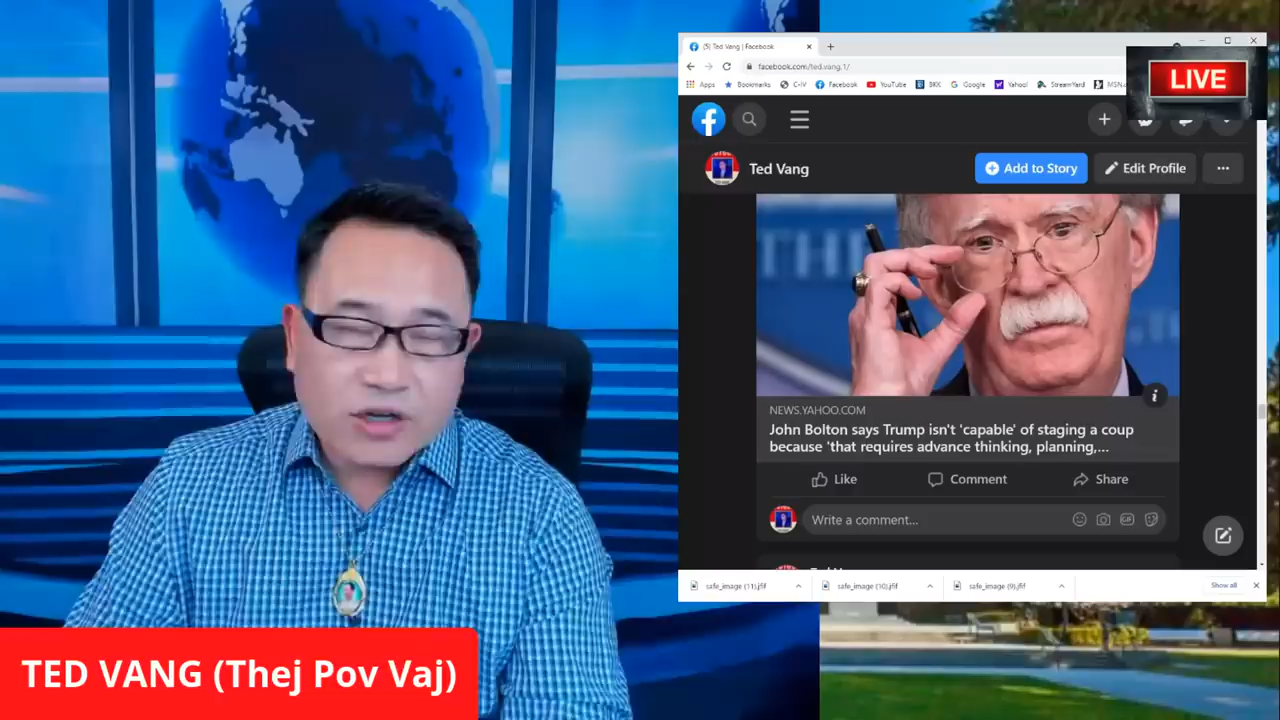 (5) Ted Vang | Facebook
facebook.com/ted.vang.1/
Apps
Bookmarks
C-IV
Facebook
YouTube
BKK
Google
Yahoo!
StreamYard
LIVE
Ted Vang
Add to Story
Edit Profile
THE
NEWS.YAHOO.COM
John Bolton says Trump isn't 'capable' of staging a coup
because 'that requires advance thinking, planning,...
Like
Comment
Share
Write a comment...
safe_image (11).jfif
safe_image (10).jfif
safe_image (9).jfif
Show all
TED VANG (Thej Pov Vaj)